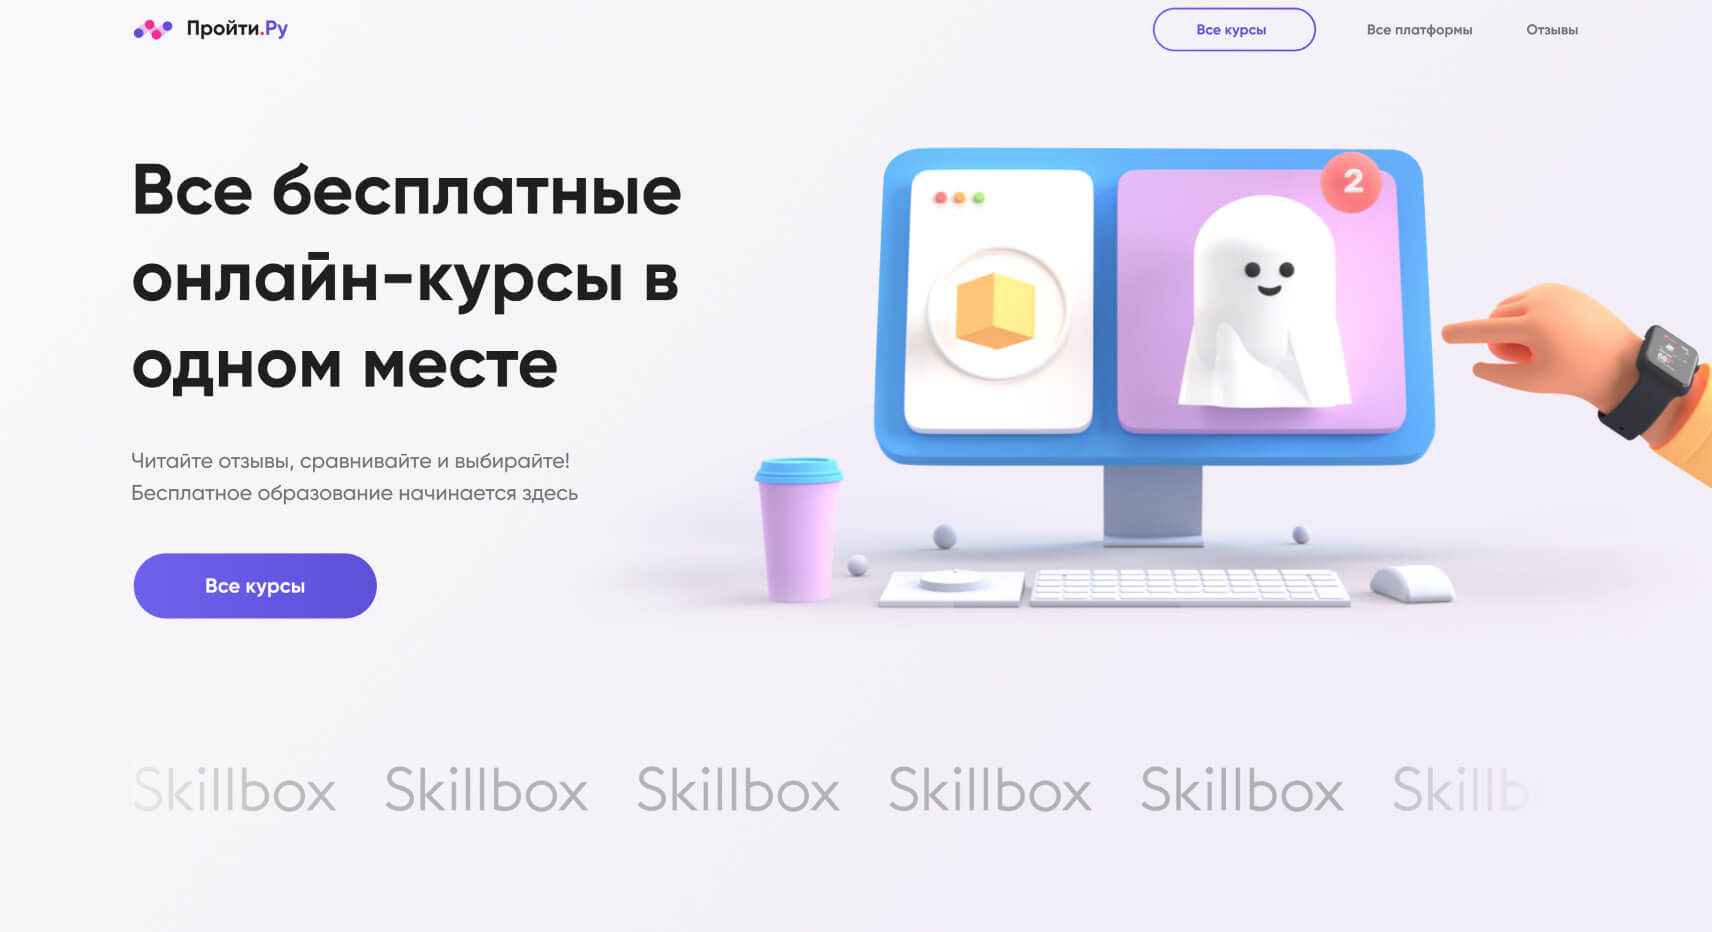 Пройти.Ру
Все курсы
Все платформы
Отзывы
Все бесплатные
онлайн-курсы в
одном месте
2
Читайте отзывы, сравнивайте и выбирайте!
Бесплатное образование начинается здесь
Все курсы
Skillbox Skillbox Skillbox Skillbox Skillbox Skillb